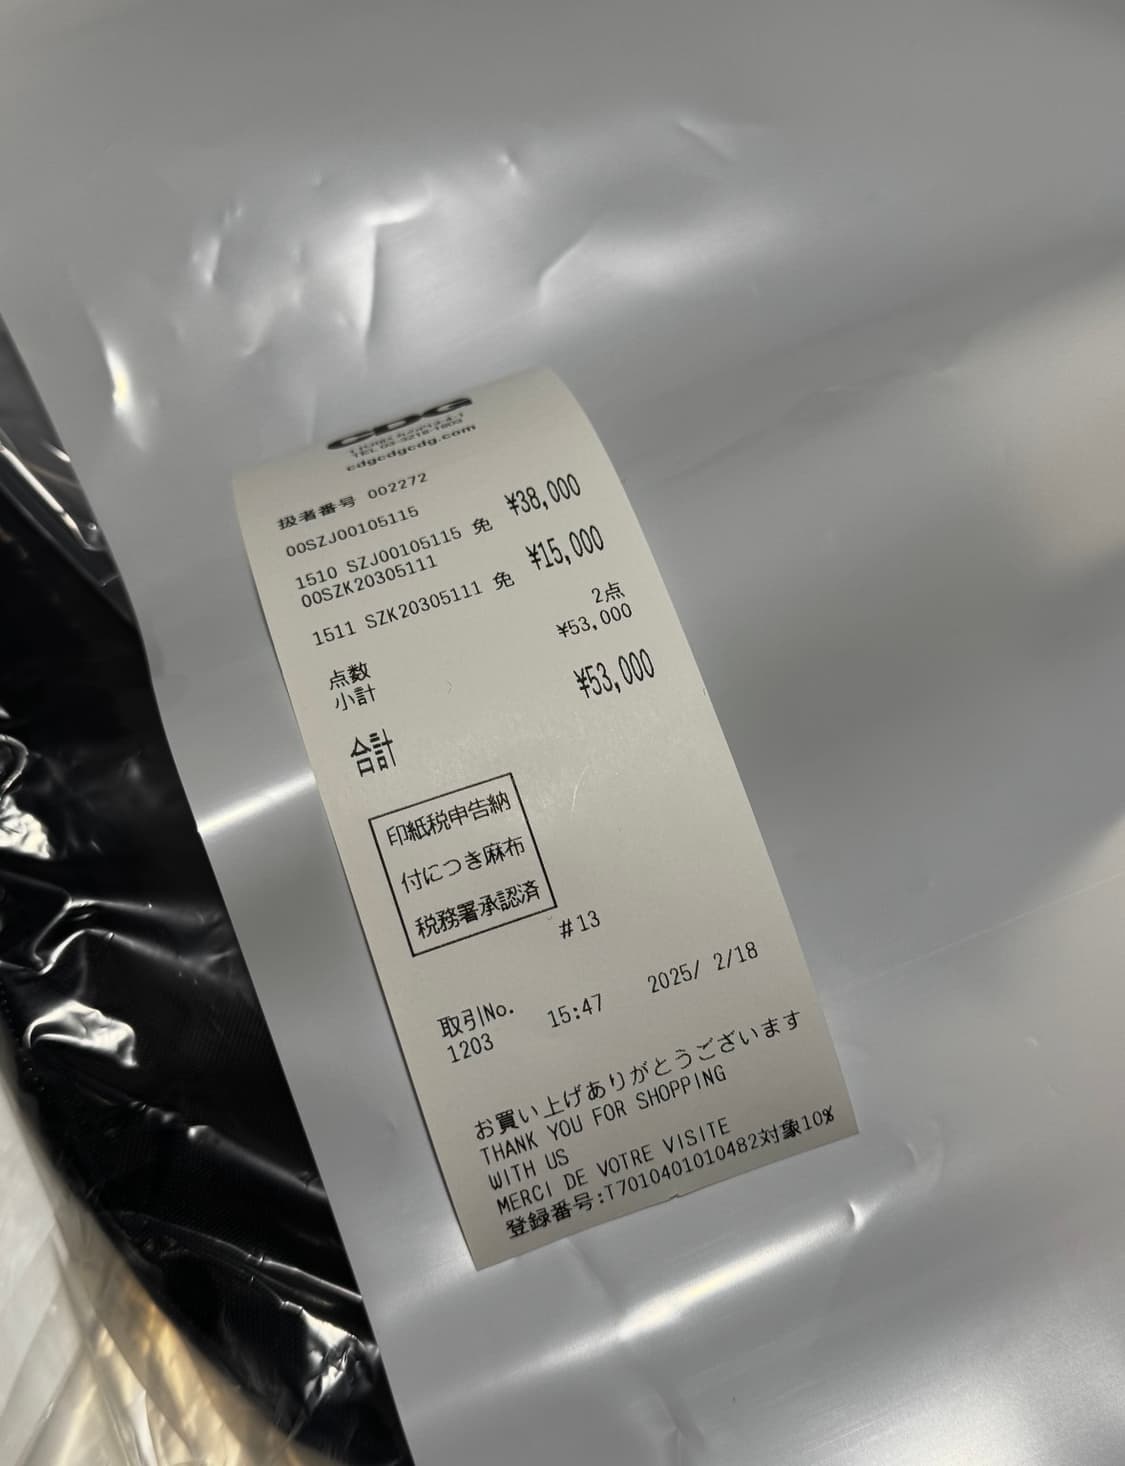 CDG
cdgcdgcdg.com
扱者番号 002272
00SZJ00105115
1510 SZJ00105115 免 ¥38,000
00SZK20305111
1511 SZK20305111 免 ¥15,000
点数 2点
小計 ¥53,000
合計 ¥53,000
印紙税申告納
付につき麻布
税務署承認済
#13
取引No.
1203 15:47 2025/ 2/18
お買い上げありがとうございます
THANK YOU FOR SHOPPING
WITH US
MERCI DE VOTRE VISITE
登録番号:T7010401010482対象10%